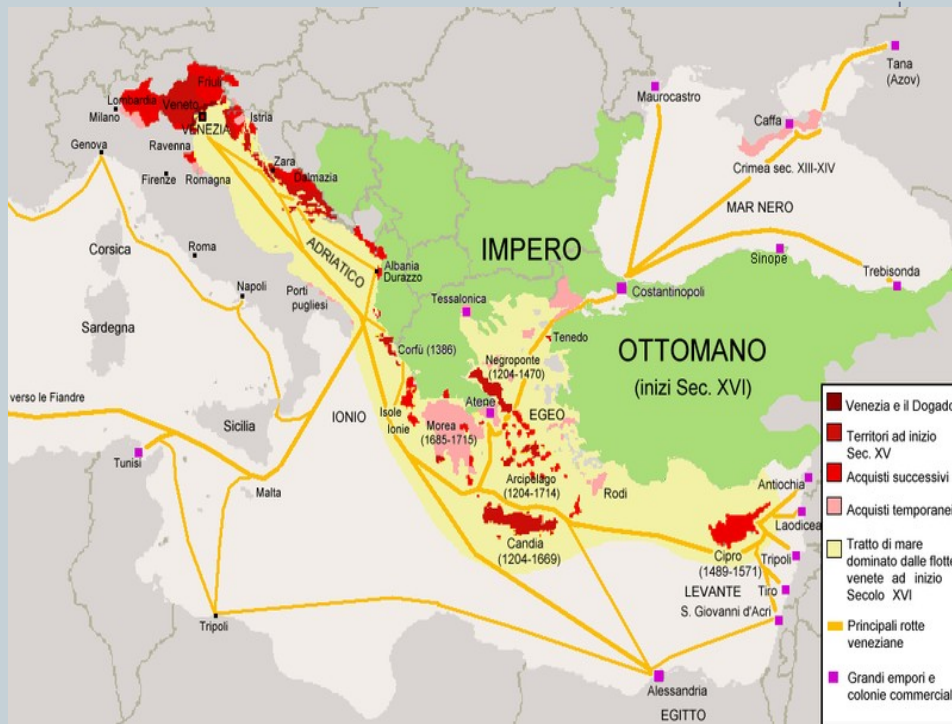 Tana
(Azov)
Maurocastro
Caffa
Crimea sec. XIII-XIV
MAR NERO
Sinope
Trebisonda
Costantinopoli
Friuli
Lombardia
Veneto
Milano
VENEZIA
Istria
Genova
Ravenna
Romagna
Zara
Dalmazia
Firenze
Corsica
Roma
ADRIATICO
Albania
Durazzo
IMPERO
Napoli
Porti
pugliesi
Tessalonica
Sardegna
Corfù (1386)
Tenedo
OTTOMANO
(inizi Sec. XVI)
Negroponte
(1204-1470)
Atene
EGEO
verso le Fiandre
Sicilia
IONIO
Isole
Ionie
Morea
(1685-1715)
Tunisi
Malta
Arcipelago
(1204-1714)
Rodi
Antiochia
Laodicea
Candia
(1204-1669)
Cipro
(1489-1571)
Tripoli
LEVANTE
Tiro
S. Giovanni d'Acri
Tripoli
Alessandria
EGITTO
Venezia e il Dogado
Territori ad inizio
Sec. XV
Acquisti successivi
Acquisti temporanei
Tratto di mare
dominato dalle flotte
venete ad inizio
Secolo XVI
Principali rotte
veneziane
Grandi empori e
colonie commercial